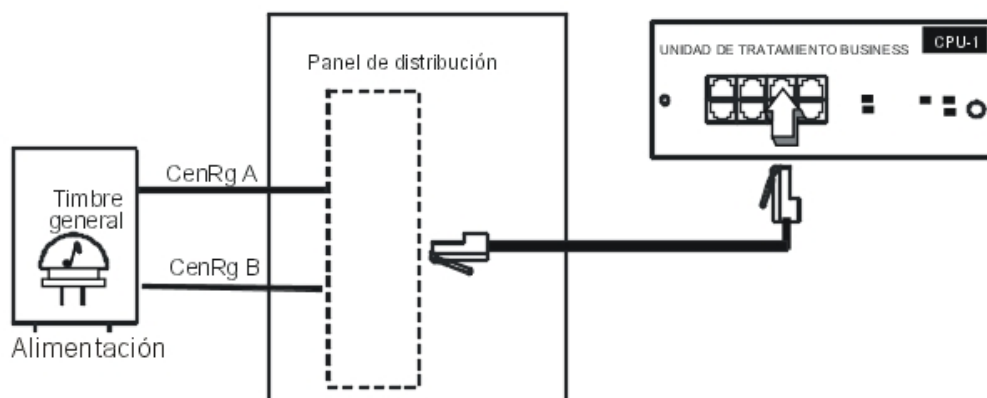 UNIDAD DE TRATAMIENTO BUSINESS
CPU-1
Panel de distribución
CenRg A
Timbre
general
CenRg B
Alimentación